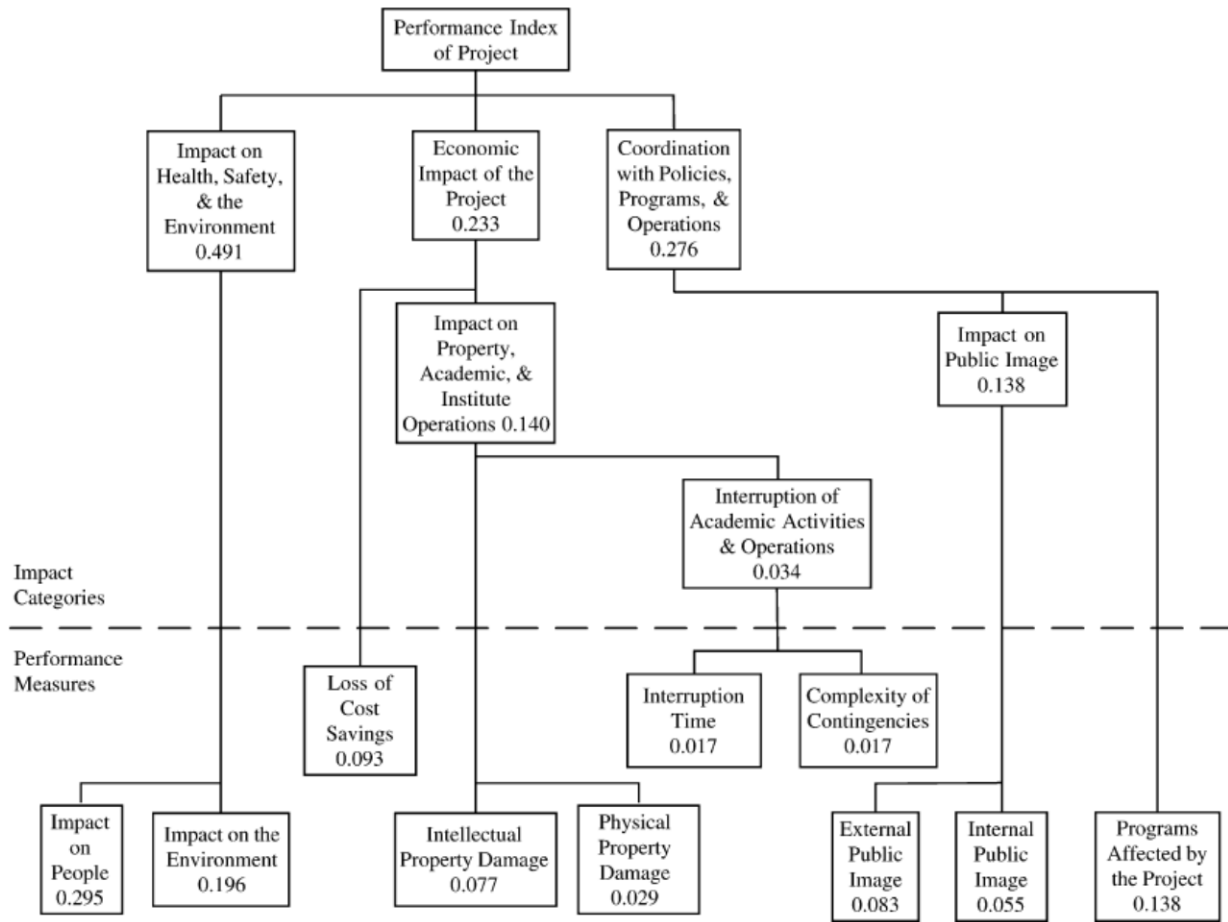 Performance Index
of Project
Impact on
Health, Safety,
& the
Environment
0.491
Economic
Impact of the
Project
0.233
Coordination
with Policies,
Programs, &
Operations
0.276
Impact on
Property,
Academic, &
Institute
Operations 0.140
Impact on
Public Image
0.138
Interruption of
Academic Activities
& Operations
0.034
Impact
Categories
Performance
Measures
Loss of
Cost
Savings
0.093
Interruption
Time
0.017
Complexity of
Contingencies
0.017
Impact
on
People
0.295
Impact on the
Environment
0.196
Intellectual
Property Damage
0.077
Physical
Property
Damage
0.029
External
Public
Image
0.083
Internal
Public
Image
0.055
Programs
Affected by
the Project
0.138